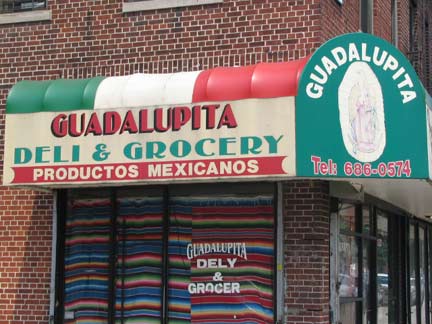 GUADALUPITA
DELI & GROCERY
PRODUCTOS MEXICANOS
GUADALUPITA
Tel: 686-0574
GUADALUPITA
DELY
&
GROCER